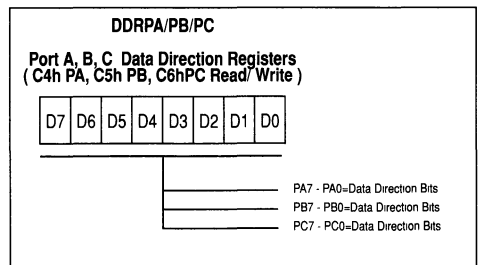 DDRPA/PB/PC
Port A, B, C Data Direction Registers
( C4h PA, C5h PB, C6hPC Read/ Write )
D7 D6 D5 D4 D3 D2 D1 D0
PA7 - PA0=Data Direction Bits
PB7 - PB0=Data Direction Bits
PC7 - PC0=Data Direction Bits